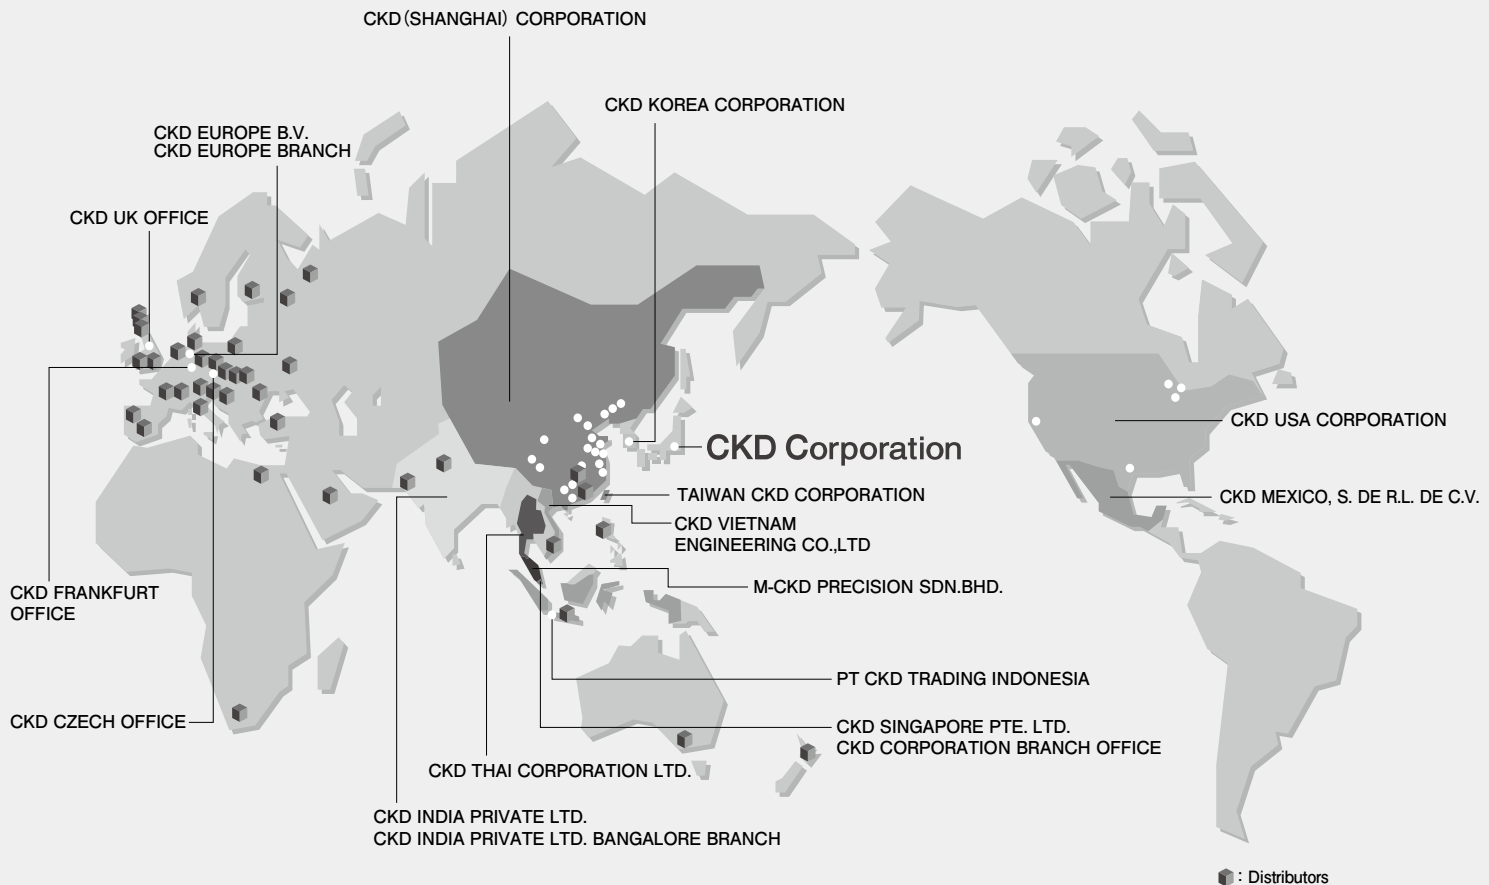 CKD (SHANGHAI) CORPORATION
CKD KOREA CORPORATION
CKD EUROPE B.V.
CKD EUROPE BRANCH
CKD UK OFFICE
CKD USA CORPORATION
CKD Corporation
TAIWAN CKD CORPORATION
CKD MEXICO, S. DE R.L. DE C.V.
CKD VIETNAM
ENGINEERING CO.,LTD
M-CKD PRECISION SDN.BHD.
CKD FRANKFURT
OFFICE
PT CKD TRADING INDONESIA
CKD CZECH OFFICE
CKD SINGAPORE PTE. LTD.
CKD CORPORATION BRANCH OFFICE
CKD THAI CORPORATION LTD.
CKD INDIA PRIVATE LTD.
CKD INDIA PRIVATE LTD. BANGALORE BRANCH
: Distributors